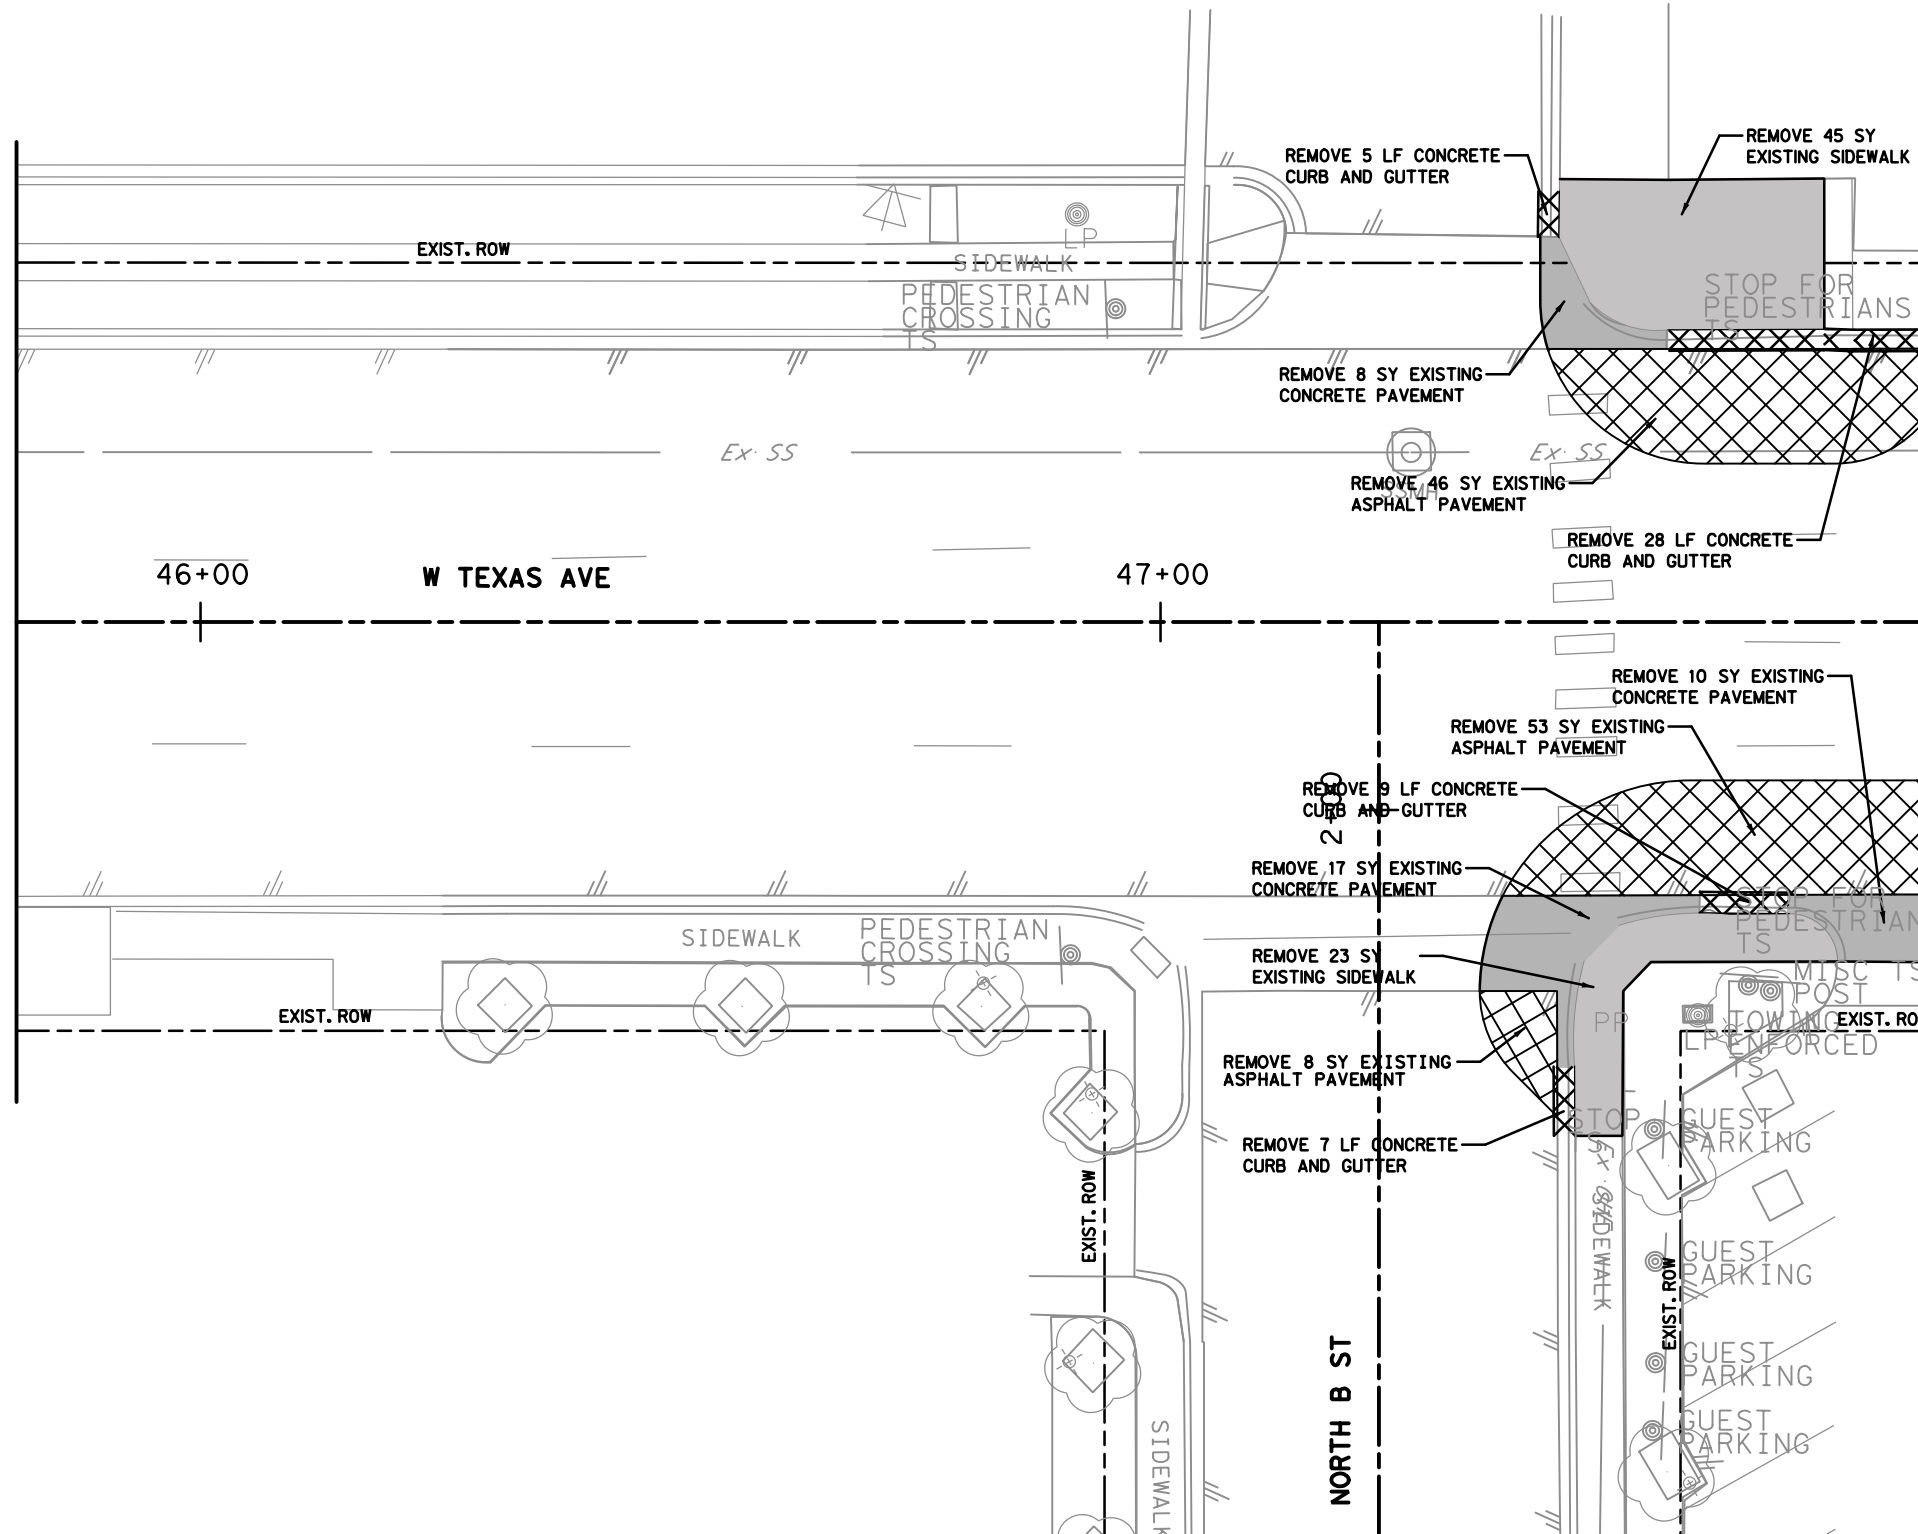 REMOVE 45 SY
EXISTING SIDEWALK
REMOVE 5 LF CONCRETE
CURB AND GUTTER
EXIST. ROW
LP
SIDEWALK
PEDESTRIAN
CROSSING
TS
STOP FOR
PEDESTRIANS
TS
REMOVE 8 SY EXISTING
CONCRETE PAVEMENT
Ex. SS
Ex. SS
REMOVE 46 SY EXISTING
ASPHALT PAVEMENT
SSMH
REMOVE 28 LF CONCRETE
CURB AND GUTTER
46+00
W TEXAS AVE
47+00
REMOVE 10 SY EXISTING
CONCRETE PAVEMENT
REMOVE 53 SY EXISTING
ASPHALT PAVEMENT
2+00
REMOVE 9 LF CONCRETE
CURB AND GUTTER
REMOVE 17 SY EXISTING
CONCRETE PAVEMENT
STOP FOR
PEDESTRIAN
TS
SIDEWALK
PEDESTRIAN
CROSSING
TS
REMOVE 23 SY
EXISTING SIDEWALK
MISC TS
POST
EXIST. ROW
PP
LP
TOWING
ENFORCED
TS
EXIST. RO
REMOVE 8 SY EXISTING
ASPHALT PAVEMENT
STOP
TS
GUEST
PARKING
REMOVE 7 LF CONCRETE
CURB AND GUTTER
EXIST. ROW
SIDEWALK
GUEST
PARKING
EXIST. ROW
GUEST
PARKING
NORTH B ST
GUEST
PARKING
SIDEWALK